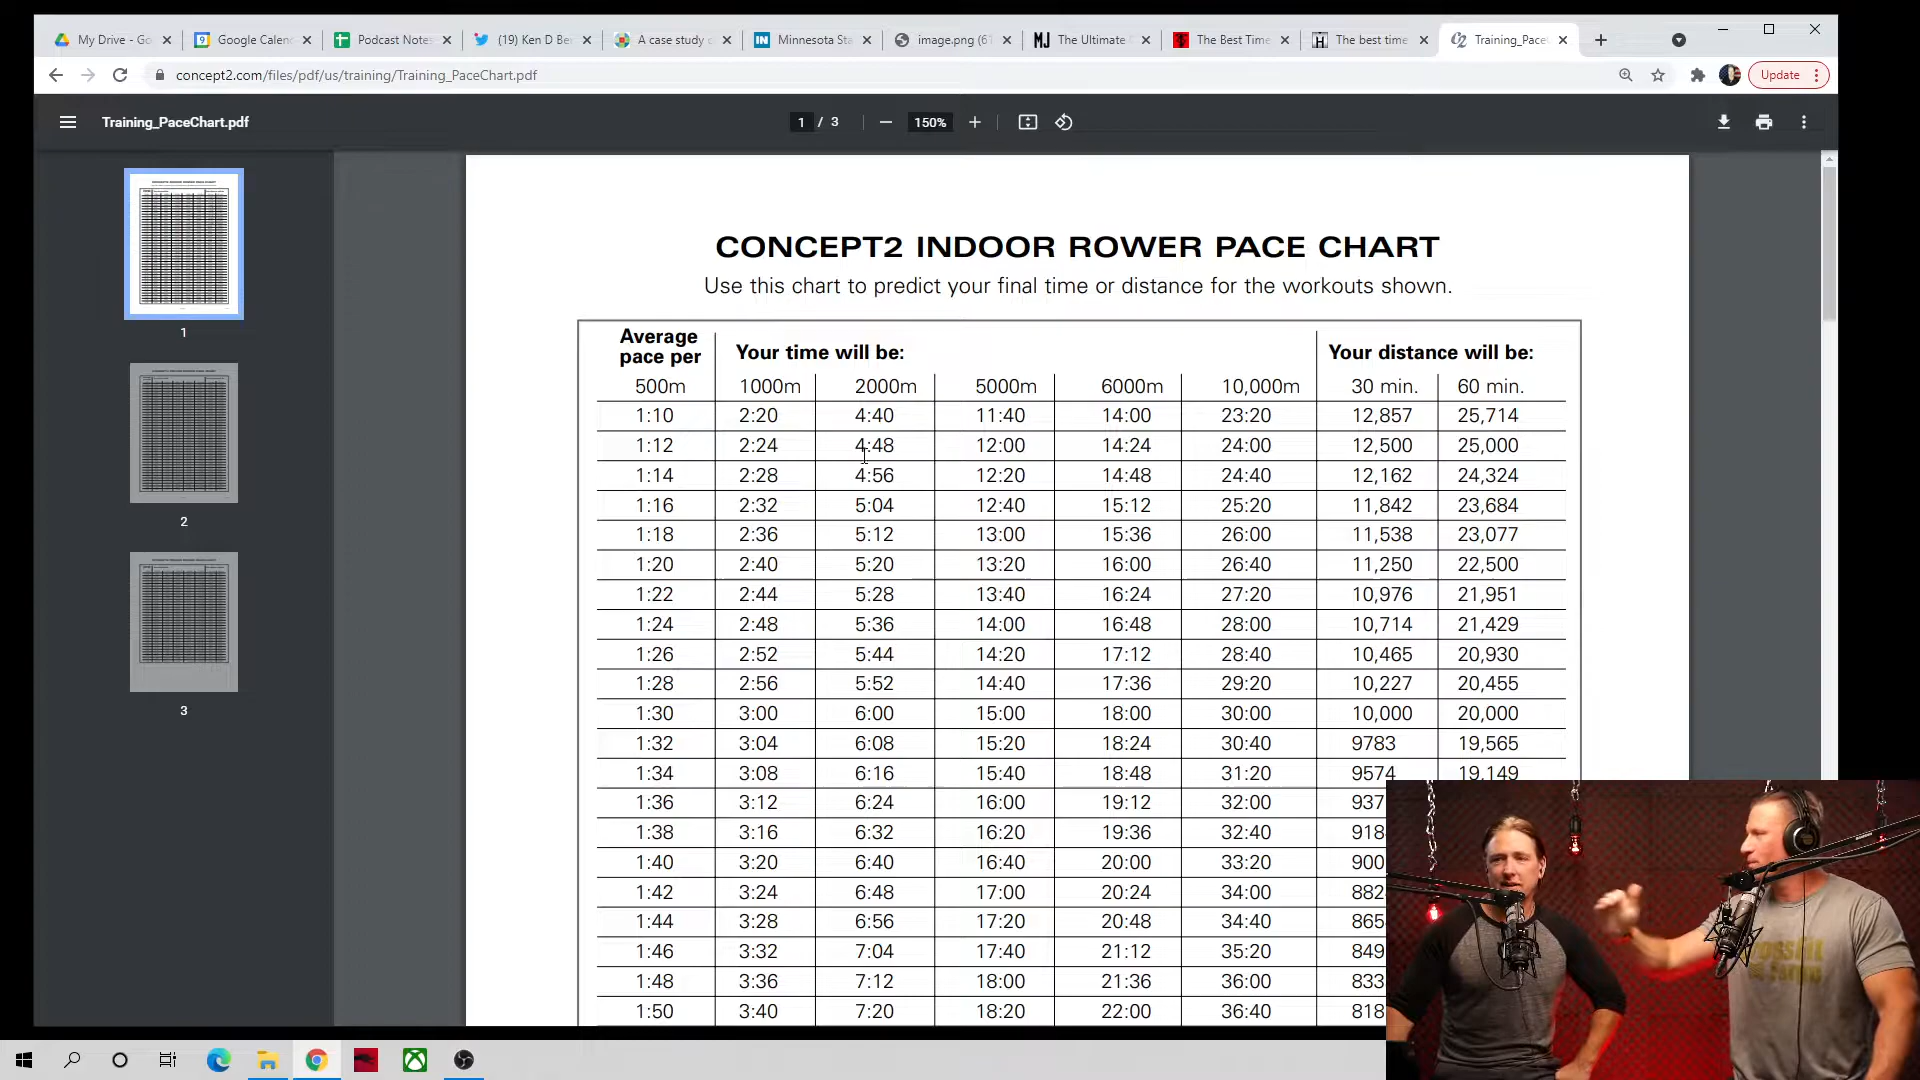 My Drive - Go
Google Calen
Podcast Notes
(19) Ken D Be
A case study c
Minnesota Sta
image.png (61
MJ The Ultimate
The Best Time
The best time
Training_Pace
concept2.com/files/pdf/us/training/Training_PaceChart.pdf
Update
Training_PaceChart.pdf
1 / 3
150%
1
2
3
CONCEPT2 INDOOR ROWER PACE CHART
Use this chart to predict your final time or distance for the workouts shown.
Average pace per
Your time will be:
Your distance will be:
500m 1000m 2000m 5000m 6000m 10,000m 30 min. 60 min.
1:10 2:20 4:40 11:40 14:00 23:20 12,857 25,714
1:12 2:24 4:48 12:00 14:24 24:00 12,500 25,000
1:14 2:28 4:56 12:20 14:48 24:40 12,162 24,324
1:16 2:32 5:04 12:40 15:12 25:20 11,842 23,684
1:18 2:36 5:12 13:00 15:36 26:00 11,538 23,077
1:20 2:40 5:20 13:20 16:00 26:40 11,250 22,500
1:22 2:44 5:28 13:40 16:24 27:20 10,976 21,951
1:24 2:48 5:36 14:00 16:48 28:00 10,714 21,429
1:26 2:52 5:44 14:20 17:12 28:40 10,465 20,930
1:28 2:56 5:52 14:40 17:36 29:20 10,227 20,455
1:30 3:00 6:00 15:00 18:00 30:00 10,000 20,000
1:32 3:04 6:08 15:20 18:24 30:40 9783 19,565
1:34 3:08 6:16 15:40 18:48 31:20 9574 19,149
1:36 3:12 6:24 16:00 19:12 32:00 937
1:38 3:16 6:32 16:20 19:36 32:40 918
1:40 3:20 6:40 16:40 20:00 33:20 900
1:42 3:24 6:48 17:00 20:24 34:00 882
1:44 3:28 6:56 17:20 20:48 34:40 865
1:46 3:32 7:04 17:40 21:12 35:20 849
1:48 3:36 7:12 18:00 21:36 36:00 833
1:50 3:40 7:20 18:20 22:00 36:40 818